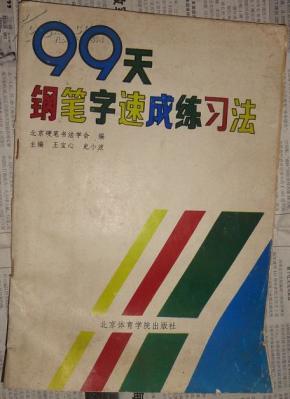 99天
钢笔字速成练习法
北京硬笔书法学会 编
主编 王宝心 史小波
北京体育学院出版社